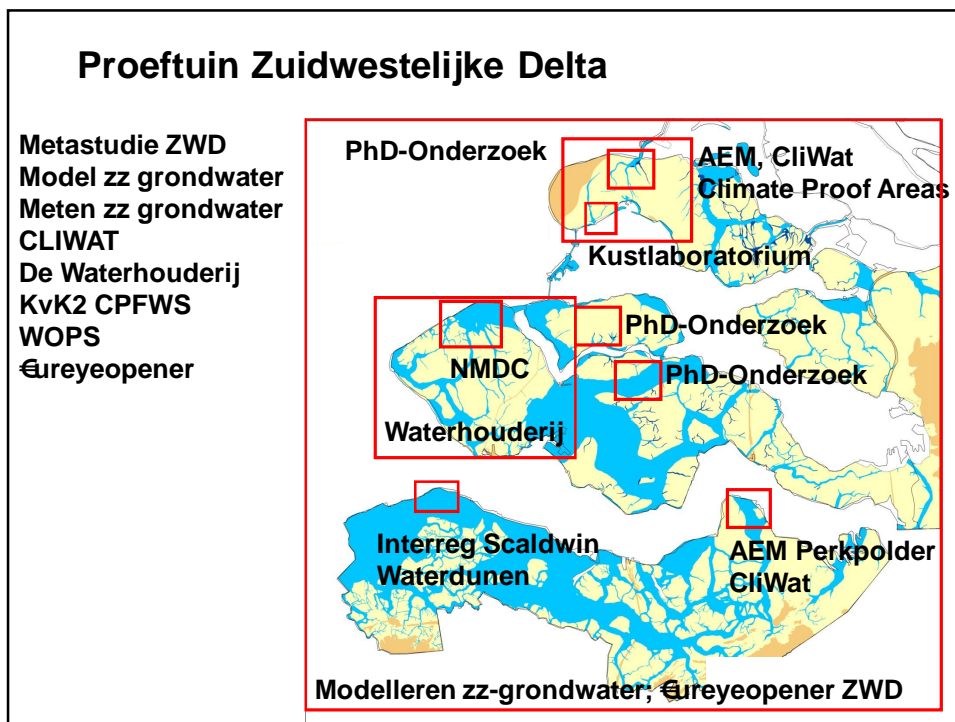 Proeftuin Zuidwestelijke Delta
Metastudie ZWD
Model zz grondwater
Meten zz grondwater
CLIWAT
De Waterhouderij
KvK2 CPFWS
WOPS
€ureyeopener
PhD-Onderzoek
AEM, CliWat
Climate Proof Areas
Kustlaboratorium
PhD-Onderzoek
NMDC
PhD-Onderzoek
Waterhouderij
Interreg Scaldwin
Waterdunen
AEM Perkpolder
CliWat
Modelleren zz-grondwater; €ureyeopener ZWD